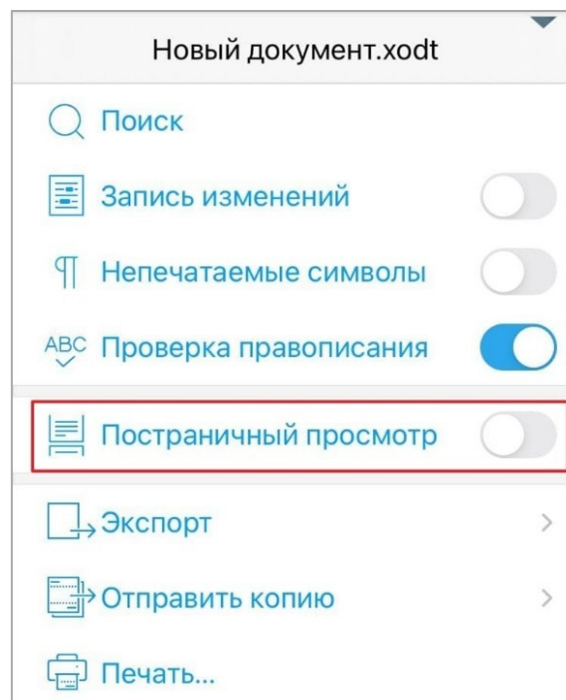 Новый документ.xodt
Поиск
Запись изменений
Непечатаемые символы
ABC Проверка правописания
Постраничный просмотр
Экспорт
Отправить копию
Печать...